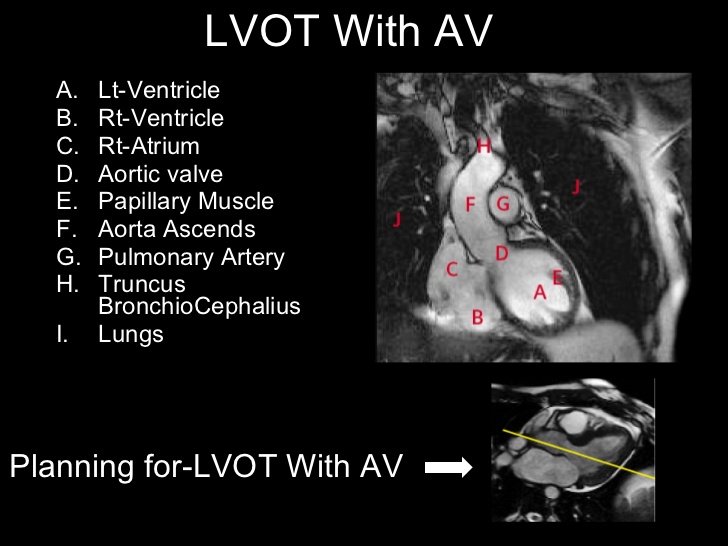 LVOT With AV
A. Lt-Ventricle
B. Rt-Ventricle
C. Rt-Atrium
D. Aortic valve
E. Papillary Muscle
F. Aorta Ascends
G. Pulmonary Artery
H. Truncus
BronchioCephalius
I. Lungs
H
J
F
G
J
D
C
E
A
B
Planning for-LVOT With AV